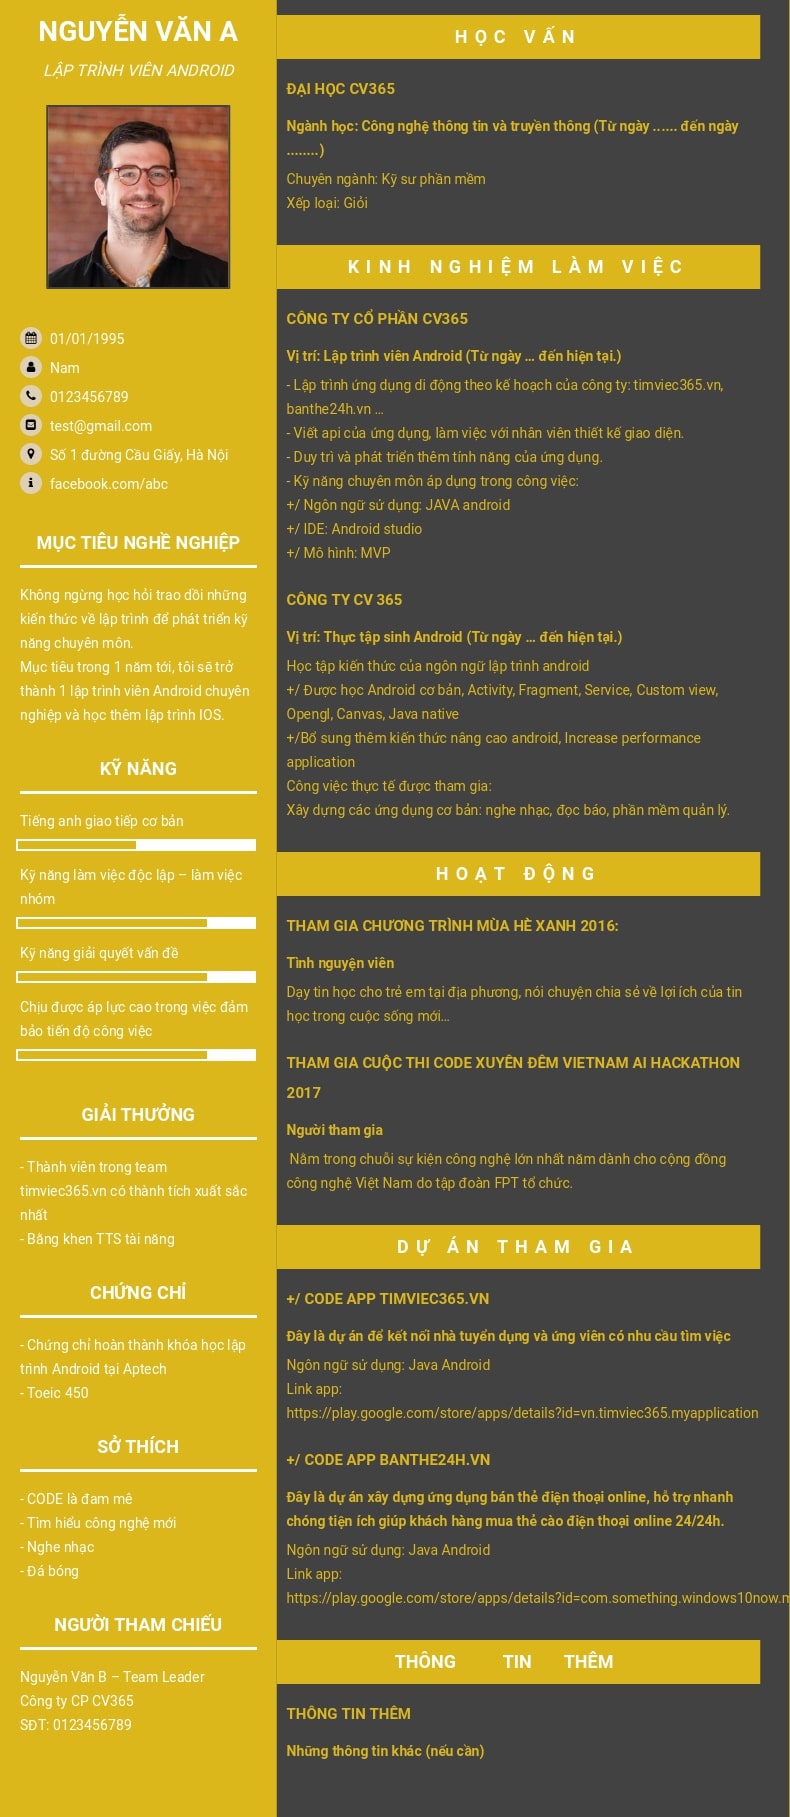 NGUYỄN VĂN A
LẬP TRÌNH VIÊN ANDROID
01/01/1995
Nam
0123456789
test@gmail.com
Số 1 đường Cầu Giấy, Hà Nội
facebook.com/abc
MỤC TIÊU NGHỀ NGHIỆP
Không ngừng học hỏi trao dồi những
kiến thức về lập trình để phát triển kỹ
năng chuyên môn.
Mục tiêu trong 1 năm tới, tôi sẽ trở
thành 1 lập trình viên Android chuyên
nghiệp và học thêm lập trình IOS.
KỸ NĂNG
Tiếng anh giao tiếp cơ bản
Kỹ năng làm việc độc lập – làm việc
nhóm
Kỹ năng giải quyết vấn đề
Chịu được áp lực cao trong việc đảm
bảo tiến độ công việc
GIẢI THƯỞNG
- Thành viên trong team
timviec365.vn có thành tích xuất sắc
nhất
- Bằng khen TTS tài năng
CHỨNG CHỈ
- Chứng chỉ hoàn thành khóa học lập
trình Android tại Aptech
- Toeic 450
SỞ THÍCH
- CODE là đam mê
- Tìm hiểu công nghệ mới
- Nghe nhạc
- Đá bóng
NGƯỜI THAM CHIẾU
Nguyễn Văn B – Team Leader
Công ty CP CV365
SĐT: 0123456789
HỌC VẤN
ĐẠI HỌC CV365
Ngành học: Công nghệ thông tin và truyền thông (Từ ngày ...... đến ngày
........)
Chuyên ngành: Kỹ sư phần mềm
Xếp loại: Giỏi
KINH NGHIỆM LÀM VIỆC
CÔNG TY CỔ PHẦN CV365
Vị trí: Lập trình viên Android (Từ ngày ... đến hiện tại.)
- Lập trình ứng dụng di động theo kế hoạch của công ty: timviec365.vn,
banthe24h.vn ...
- Viết api của ứng dụng, làm việc với nhân viên thiết kế giao diện.
- Duy trì và phát triển thêm tính năng của ứng dụng.
- Kỹ năng chuyên môn áp dụng trong công việc:
+/ Ngôn ngữ sử dụng: JAVA android
+/ IDE: Android studio
+/ Mô hình: MVP
CÔNG TY CV 365
Vị trí: Thực tập sinh Android (Từ ngày ... đến hiện tại.)
Học tập kiến thức của ngôn ngữ lập trình android
+/ Được học Android cơ bản, Activity, Fragment, Service, Custom view,
Opengl, Canvas, Java native
+/Bổ sung thêm kiến thức nâng cao android, Increase performance
application
Công việc thực tế được tham gia:
Xây dựng các ứng dụng cơ bản: nghe nhạc, đọc báo, phần mềm quản lý.
HOẠT ĐỘNG
THAM GIA CHƯƠNG TRÌNH MÙA HÈ XANH 2016:
Tình nguyện viên
Dạy tin học cho trẻ em tại địa phương, nói chuyện chia sẻ về lợi ích của tin
học trong cuộc sống mới...
THAM GIA CUỘC THI CODE XUYÊN ĐÊM VIETNAM AI HACKATHON
2017
Người tham gia
Nằm trong chuỗi sự kiện công nghệ lớn nhất năm dành cho cộng đồng
công nghệ Việt Nam do tập đoàn FPT tổ chức.
DỰ ÁN THAM GIA
+/ CODE APP TIMVIEC365.VN
Đây là dự án để kết nối nhà tuyển dụng và ứng viên có nhu cầu tìm việc
Ngôn ngữ sử dụng: Java Android
Link app:
https://play.google.com/store/apps/details?id=vn.timviec365.myapplication
+/ CODE APP BANTHE24H.VN
Đây là dự án xây dựng ứng dụng bán thẻ điện thoại online, hỗ trợ nhanh
chóng tiện ích giúp khách hàng mua thẻ cào điện thoại online 24/24h.
Ngôn ngữ sử dụng: Java Android
Link app:
https://play.google.com/store/apps/details?id=com.something.windows10now.m
THÔNG TIN THÊM
THÔNG TIN THÊM
Những thông tin khác (nếu cần)